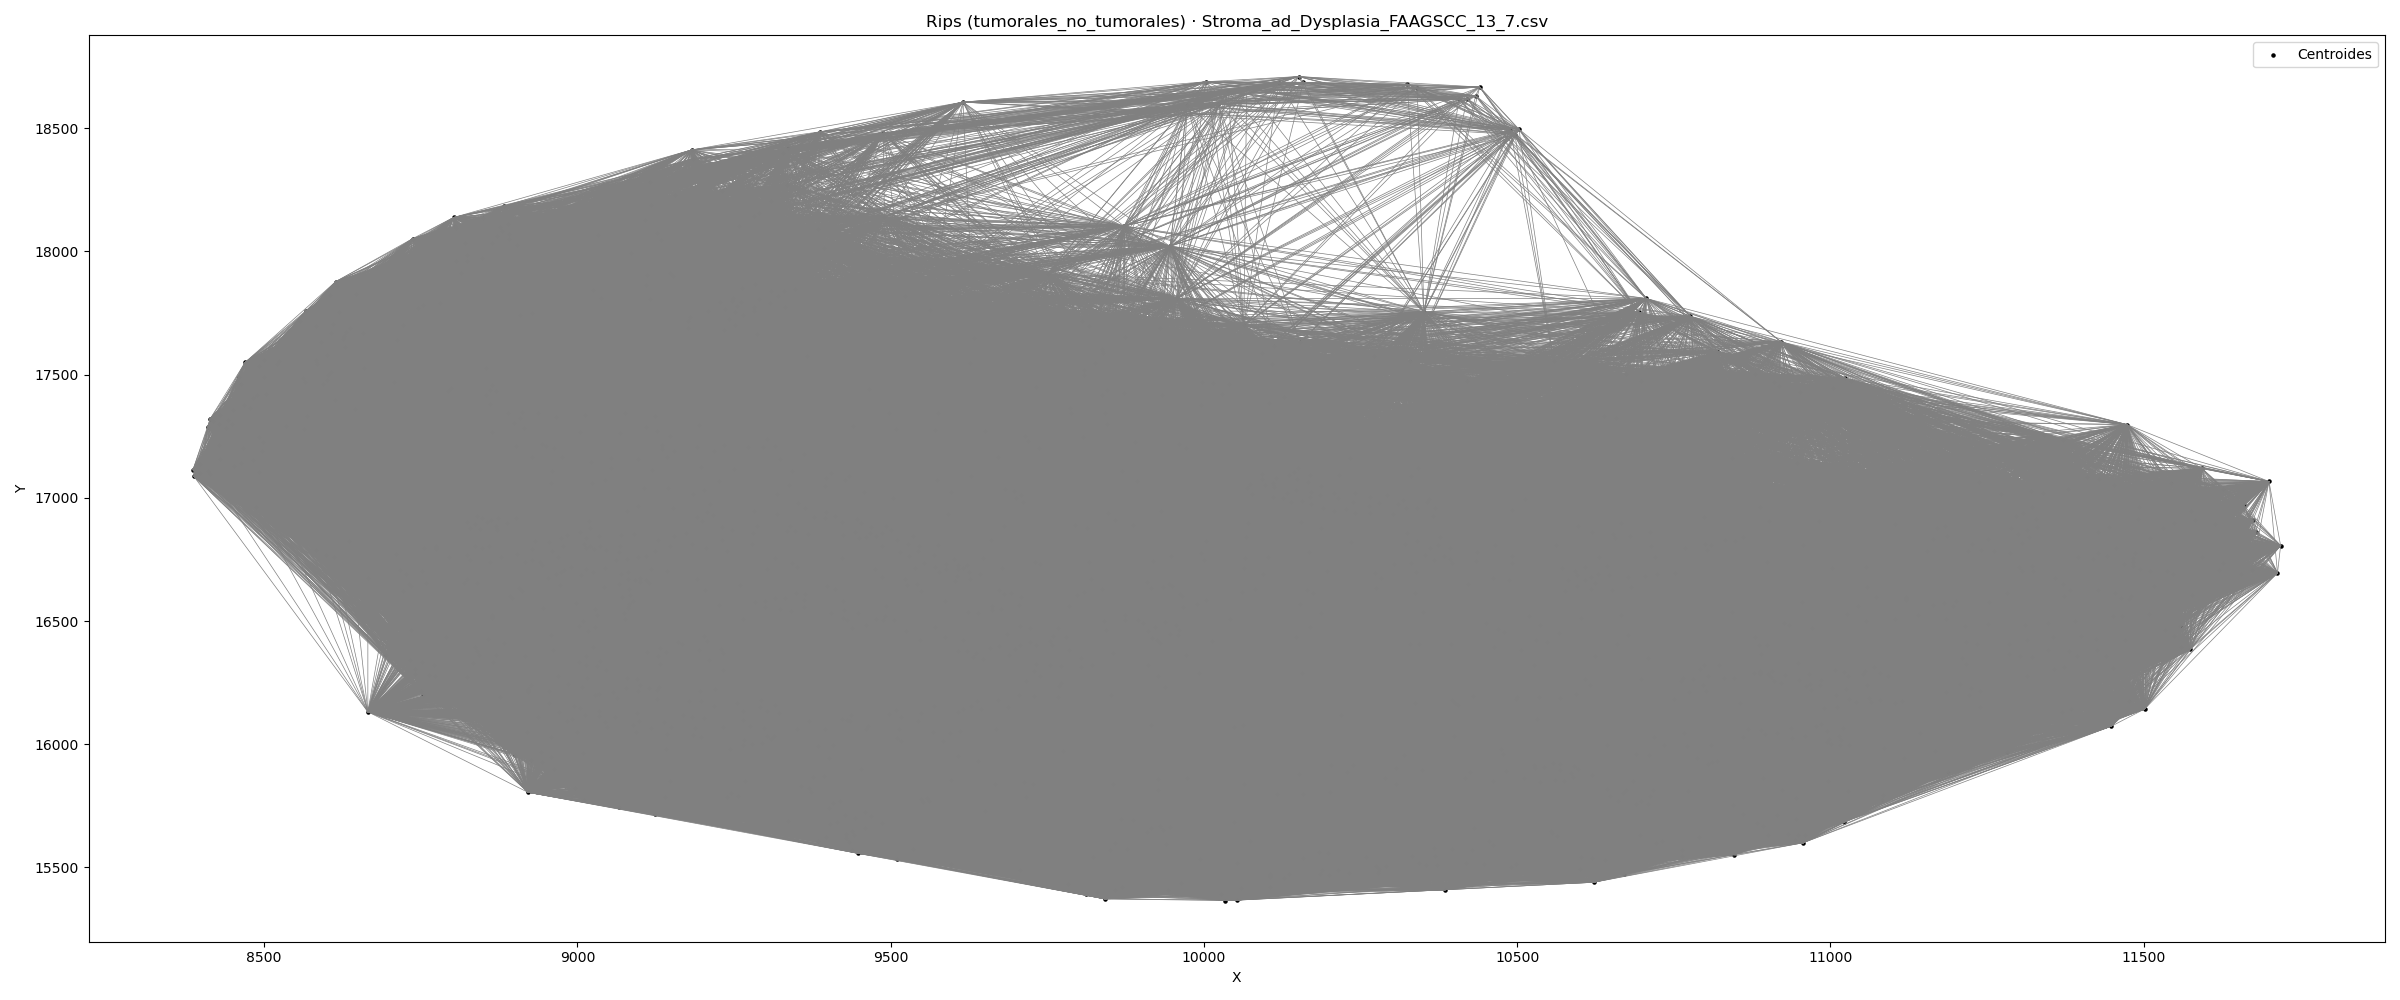 Rips (tumorales_no_tumorales) · Stroma_ad_Dysplasia_FAAGSCC_13_7.csv
Centroides
18500
18000
17500
17000
16500
16000
15500
Y
8500 9000 9500 10000 10500 11000 11500
X